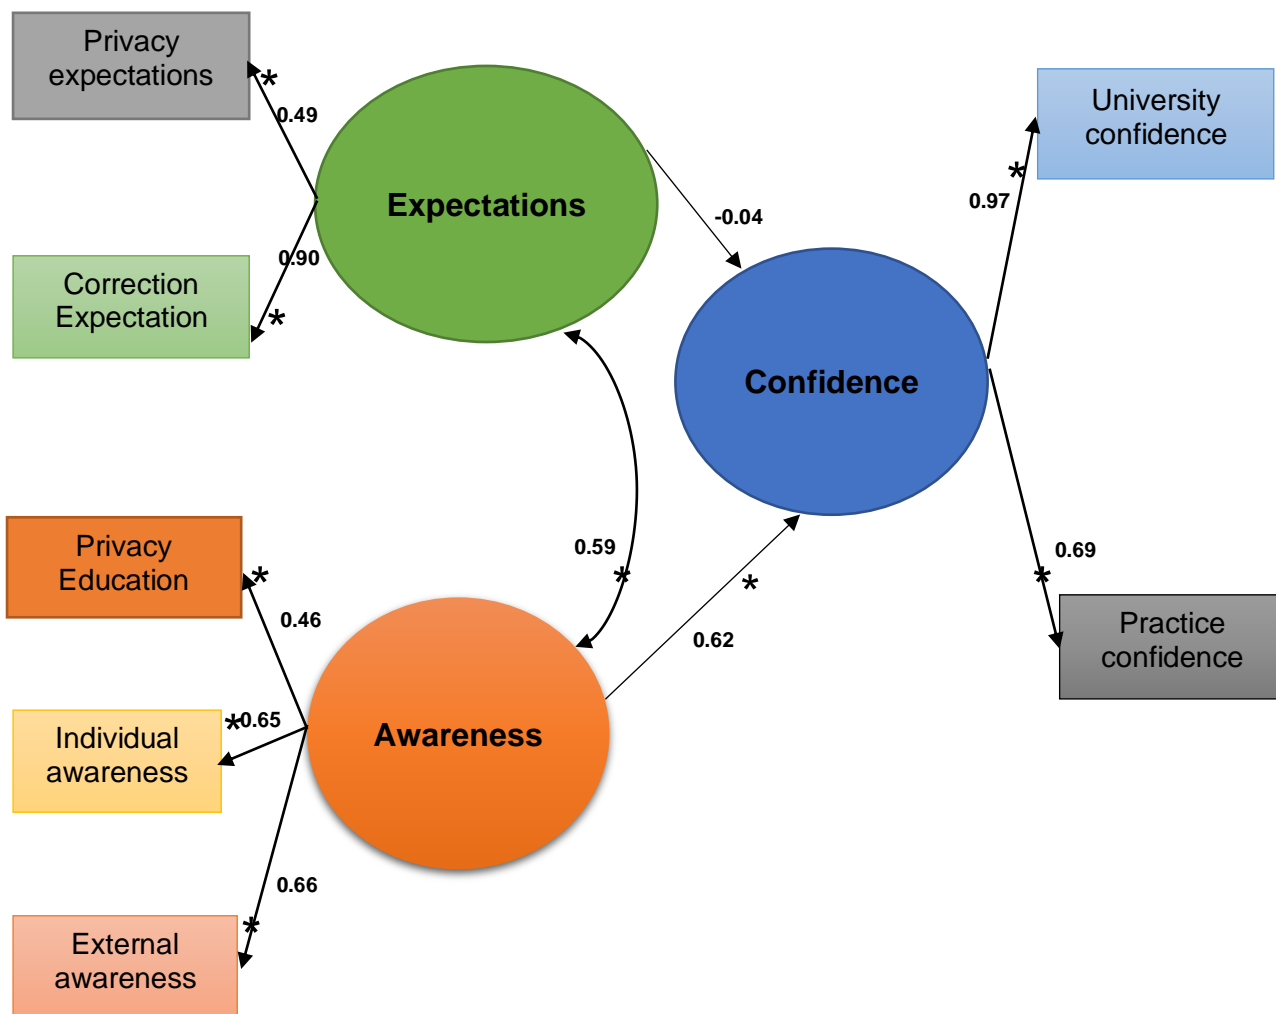 Privacy
expectations
*
0.49
Expectations
University
confidence
*
0.97
-0.04
0.90
Correction
Expectation
*
Confidence
0.59
*
Privacy
Education
*
0.46
*
0.62
0.69
*
Practice
confidence
Individual
awareness
*
0.65
Awareness
0.66
*
External
awareness